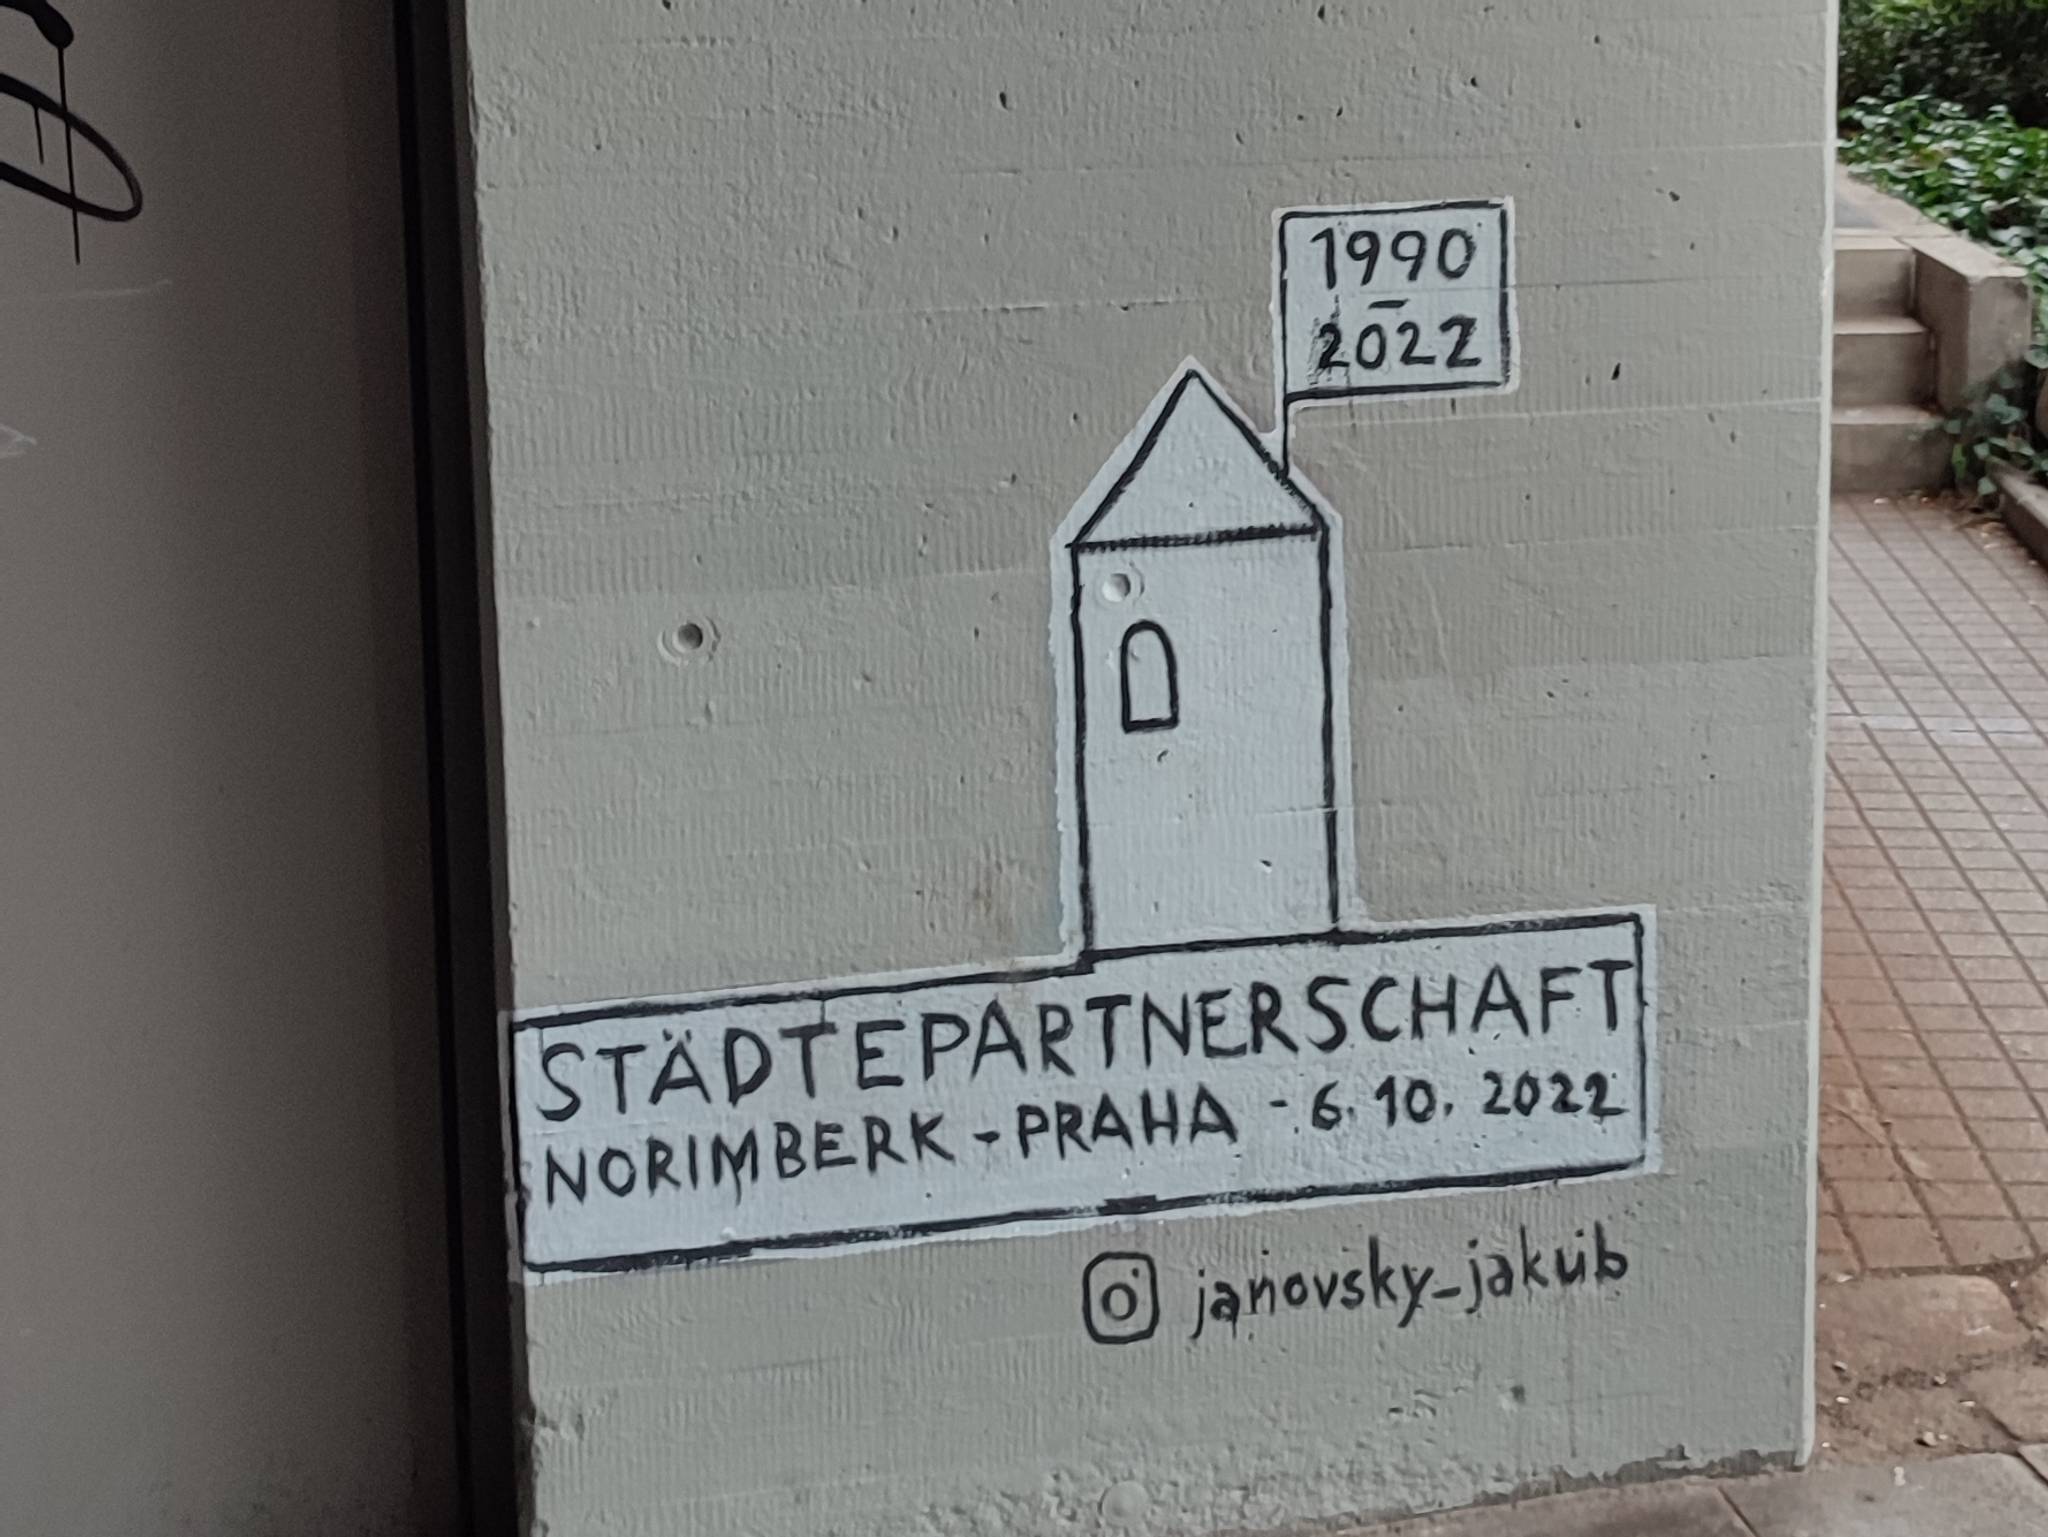 1990
–
2022
STÄDTEPARTNERSCHAFT
NORIMBERK - PRAHA - 6. 10. 2022
janovsky_jakub